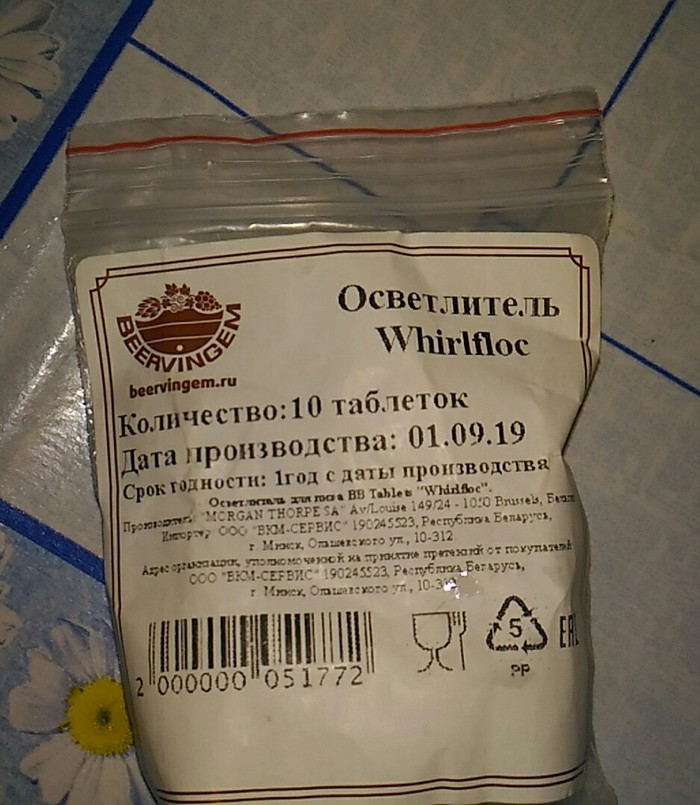 Осветлитель
Whirlfloc
BEERVINGEM
beervingem.ru
Количество:10 таблеток
Дата производства: 01.09.19
Срок годности: 1год с даты производства
Осветлитель для пива BB Tablets "Whirlfloc".
Производитель: "MORGAN THORPE SA" Av/Louise 149/24 - 1050 Brussels,
Импортер: ООО "ВКМ-СЕРВИС" 190245523, Республика Беларусь,
г. Минск, Ольшевского ул., 10-312
Адрес организации, уполномоченной на принятие претензий от покупателей
ООО "ВКМ-СЕРВИС" 190245523, Республика Беларусь,
г. Минск, Ольшевского ул.,
2 000000 051772
5
PP
EAC